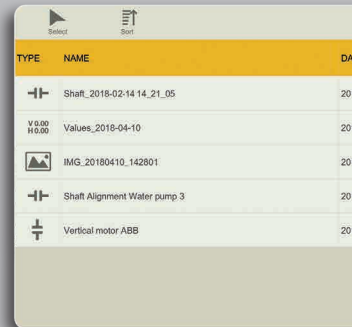 Select Sort
TYPE NAME DA
Shaft_2018-02-14 14_21_05 20
V 0.00
H 0.00
Values_2018-04-10 20
IMG_20180410_142801 20
Shaft Alignment Water pump 3 20
Vertical motor ABB 20